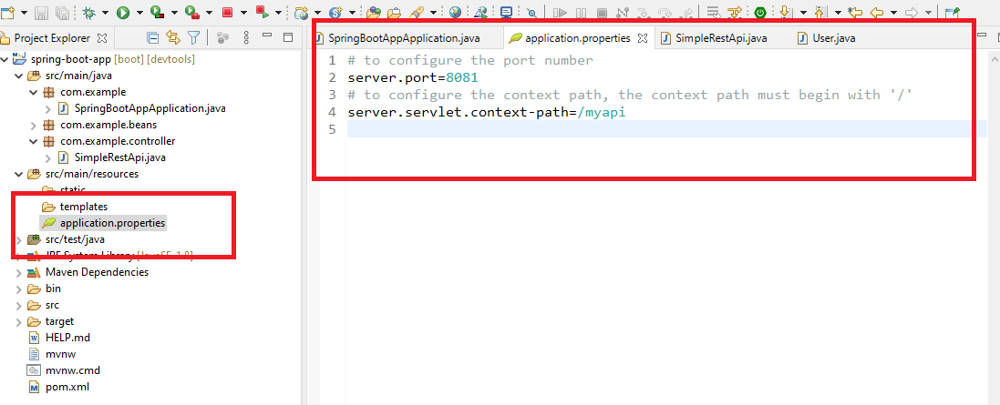 Project Explorer
spring-boot-app [boot] [devtools]
src/main/java
com.example
SpringBootAppApplication.java
com.example.beans
com.example.controller
SimpleRestApi.java
src/main/resources
static
templates
application.properties
src/test/java
JRE System Library [JavaSE-1.8]
Maven Dependencies
bin
src
target
HELP.md
mvnw
mvnw.cmd
pom.xml
SpringBootAppApplication.java
application.properties
SimpleRestApi.java
User.java
1 # to configure the port number
2 server.port=8081
3 # to configure the context path, the context path must begin with '/'
4 server.servlet.context-path=/myapi
5